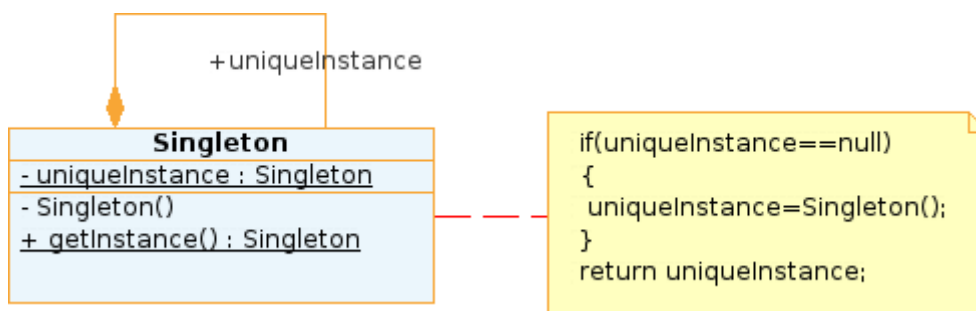 +uniqueInstance
Singleton
- uniqueInstance : Singleton
- Singleton()
+ getInstance() : Singleton
if(uniqueInstance==null)
{
uniqueInstance=Singleton();
}
return uniqueInstance;